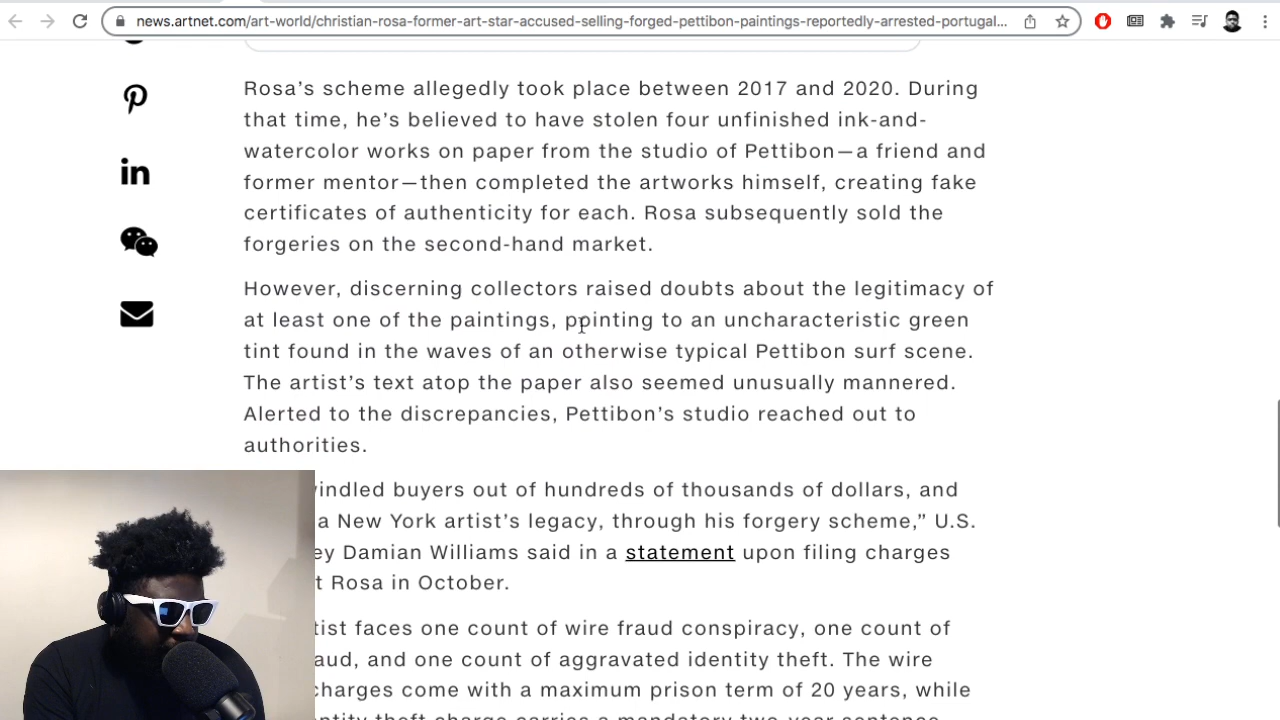 news.artnet.com/art-world/christian-rosa-former-art-star-accused-selling-forged-pettibon-paintings-reportedly-arrested-portugal...
Rosa’s scheme allegedly took place between 2017 and 2020. During
that time, he’s believed to have stolen four unfinished ink-and-
watercolor works on paper from the studio of Pettibon—a friend and
former mentor—then completed the artworks himself, creating fake
certificates of authenticity for each. Rosa subsequently sold the
forgeries on the second-hand market.
However, discerning collectors raised doubts about the legitimacy of
at least one of the paintings, pointing to an uncharacteristic green
tint found in the waves of an otherwise typical Pettibon surf scene.
The artist’s text atop the paper also seemed unusually mannered.
Alerted to the discrepancies, Pettibon’s studio reached out to
authorities.
windled buyers out of hundreds of thousands of dollars, and
a New York artist’s legacy, through his forgery scheme,” U.S.
ey Damian Williams said in a statement upon filing charges
t Rosa in October.
tist faces one count of wire fraud conspiracy, one count of
aud, and one count of aggravated identity theft. The wire
charges come with a maximum prison term of 20 years, while
ntity theft charge carries a mandatory two-year sentence